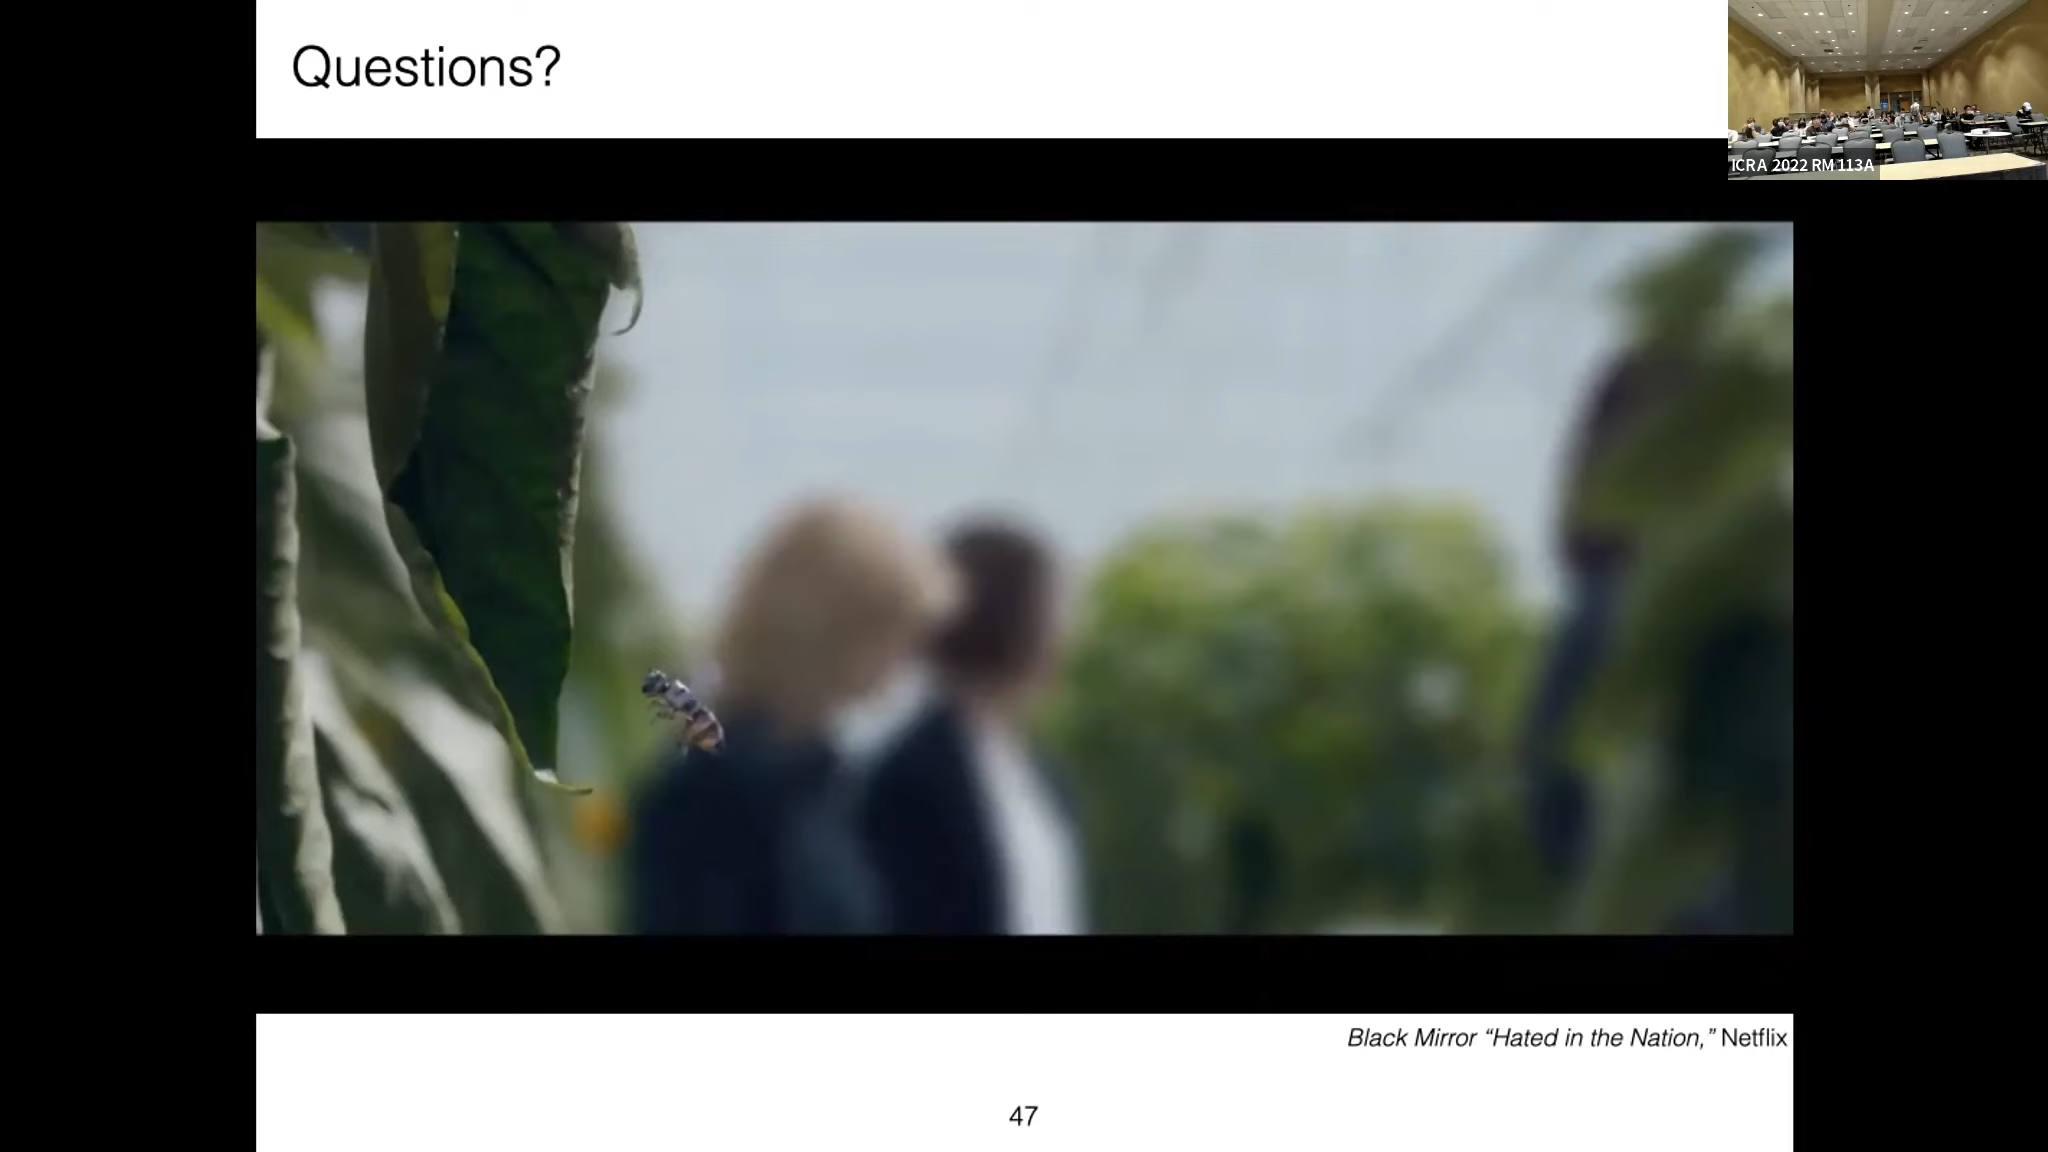 Questions?
ICRA 2022 RM 113A
Black Mirror “Hated in the Nation,” Netflix
47